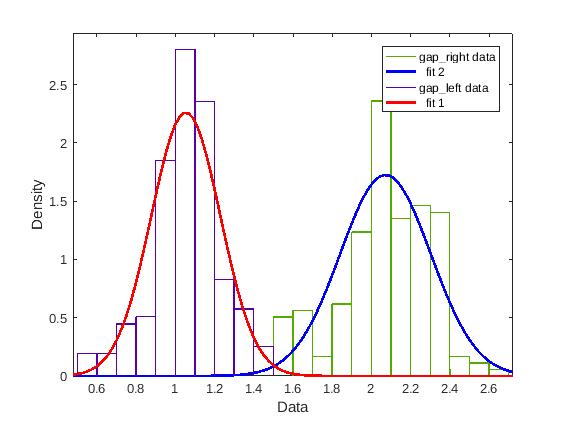 gap_right data
fit 2
gap_left data
fit 1
2.5
2
1.5
1
0.5
0
Density
0.6 0.8 1 1.2 1.4 1.6 1.8 2 2.2 2.4 2.6
Data